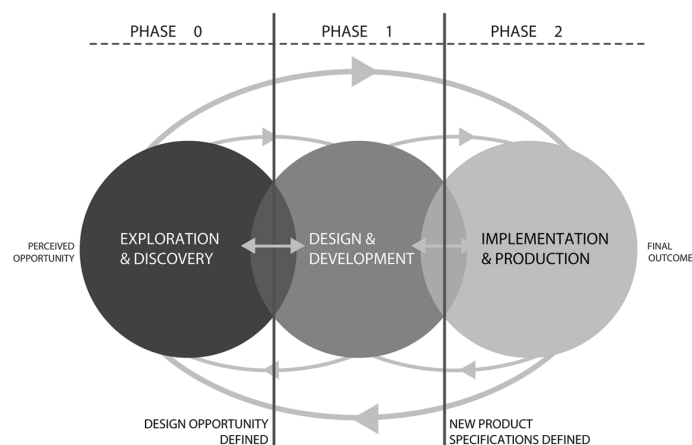 PHASE 0
PHASE 1
PHASE 2
PERCEIVED
OPPORTUNITY
EXPLORATION
& DISCOVERY
DESIGN &
DEVELOPMENT
IMPLEMENTATION
& PRODUCTION
FINAL
OUTCOME
DESIGN OPPORTUNITY
DEFINED
NEW PRODUCT
SPECIFICATIONS DEFINED